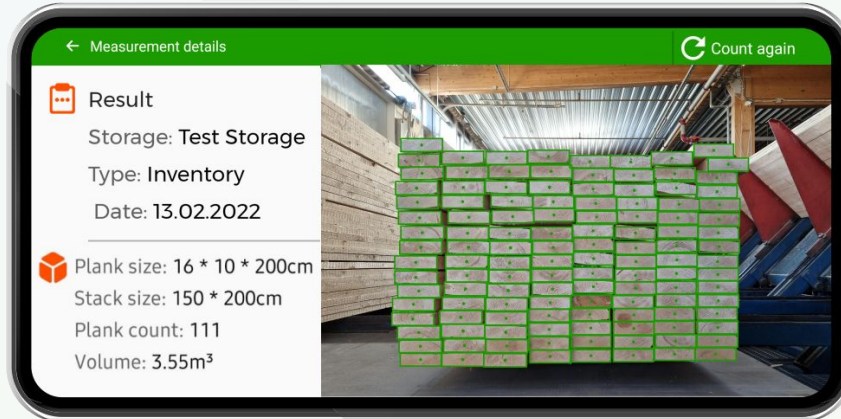 ← Measurement details
Count again
Result
Storage: Test Storage
Type: Inventory
Date: 13.02.2022
Plank size: 16 * 10 * 200cm
Stack size: 150 * 200cm
Plank count: 111
Volume: 3.55m³